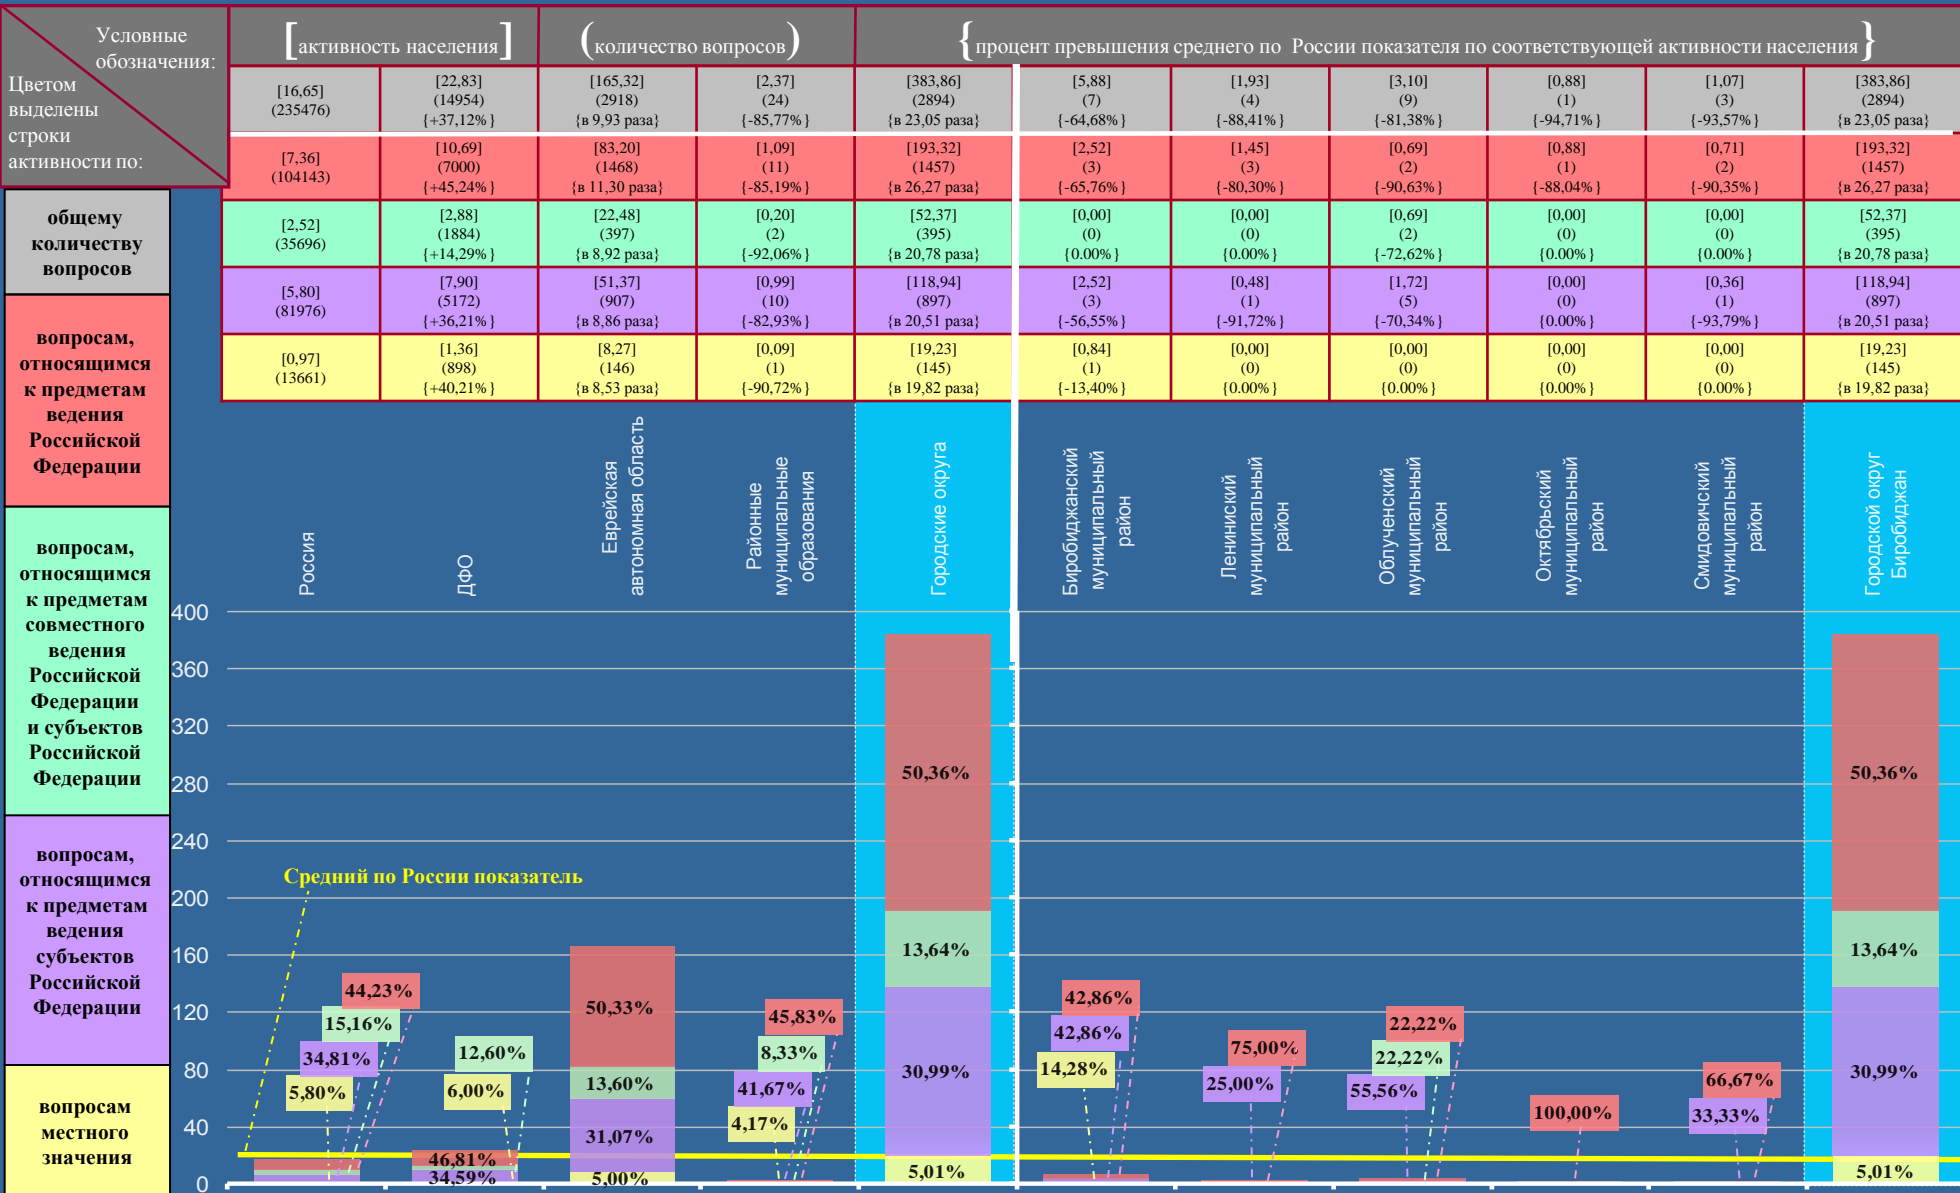 Условные
обозначения:
Цветом
выделены
строки
активности по:
[активность населения]
(количество вопросов)
{процент превышения среднего по России показателя по соответствующей активности населения}
[16,65]
(235476)
[22,83]
(14954)
{+37,12%}
[165,32]
(2918)
{в 9,93 раза}
[2,37]
(24)
{-85,77%}
[383,86]
(2894)
{в 23,05 раза}
[5,88]
(7)
{-64,68%}
[1,93]
(4)
{-88,41%}
[3,10]
(9)
{-81,38%}
[0,88]
(1)
{-94,71%}
[1,07]
(3)
{-93,57%}
[383,86]
(2894)
{в 23,05 раза}
[7,36]
(104143)
[10,69]
(7000)
{+45,24%}
[83,20]
(1468)
{в 11,30 раза}
[1,09]
(11)
{-85,19%}
[193,32]
(1457)
{в 26,27 раза}
[2,52]
(3)
{-65,76%}
[1,45]
(3)
{-80,30%}
[0,69]
(2)
{-90,63%}
[0,88]
(1)
{-88,04%}
[0,71]
(2)
{-90,35%}
[193,32]
(1457)
{в 26,27 раза}
[2,52]
(35696)
[2,88]
(1884)
{+14,29%}
[22,48]
(397)
{в 8,92 раза}
[0,20]
(2)
{-92,06%}
[52,37]
(395)
{в 20,78 раза}
[0,00]
(0)
{0.00%}
[0,00]
(0)
{0.00%}
[0,69]
(2)
{-72,62%}
[0,00]
(0)
{0.00%}
[0,00]
(0)
{0.00%}
[52,37]
(395)
{в 20,78 раза}
[5,80]
(81976)
[7,90]
(5172)
{+36,21%}
[51,37]
(907)
{в 8,86 раза}
[0,99]
(10)
{-82,93%}
[118,94]
(897)
{в 20,51 раза}
[2,52]
(3)
{-56,55%}
[0,48]
(1)
{-91,72%}
[1,72]
(5)
{-70,34%}
[0,00]
(0)
{0.00%}
[0,36]
(1)
{-93,79%}
[118,94]
(897)
{в 20,51 раза}
[0,97]
(13661)
[1,36]
(898)
{+40,21%}
[8,27]
(146)
{в 8,53 раза}
[0,09]
(1)
{-90,72%}
[19,23]
(145)
{в 19,82 раза}
[0,84]
(1)
{-13,40%}
[0,00]
(0)
{0.00%}
[0,00]
(0)
{0.00%}
[0,00]
(0)
{0.00%}
[0,00]
(0)
{0.00%}
[19,23]
(145)
{в 19,82 раза}
общему
количеству
вопросов
вопросам,
относящимся
к предметам
ведения
Российской
Федерации
вопросам,
относящимся
к предметам
совместного
ведения
Российской
Федерации
и субъектов
Российской
Федерации
вопросам,
относящимся
к предметам
ведения
субъектов
Российской
Федерации
вопросам
местного
значения
Россия
ДФО
Еврейская
автономная область
Районные
муниципальные
образования
Городские округа
Биробиджанский
муниципальный
район
Лениниский
муниципальный
район
Облученский
муниципальный
район
Октябрьский
муниципальный
район
Смидовичский
муниципальный
район
Городской округ
Биробиджан
400
360
320
280
240
200
160
120
80
40
0
Средний по России показатель
44,23%
15,16%
34,81%
5,80%
12,60%
6,00%
46,81%
34,59%
50,33%
13,60%
31,07%
5,00%
45,83%
8,33%
41,67%
4,17%
50,36%
13,64%
30,99%
5,01%
42,86%
42,86%
14,28%
75,00%
25,00%
22,22%
22,22%
55,56%
100,00%
66,67%
33,33%
50,36%
13,64%
30,99%
5,01%